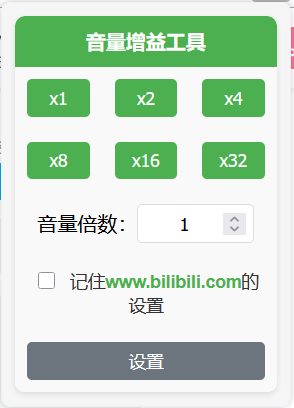 音量增益工具
x1 x2 x4
x8 x16 x32
音量倍数： 1
记住www.bilibili.com的
设置
设置